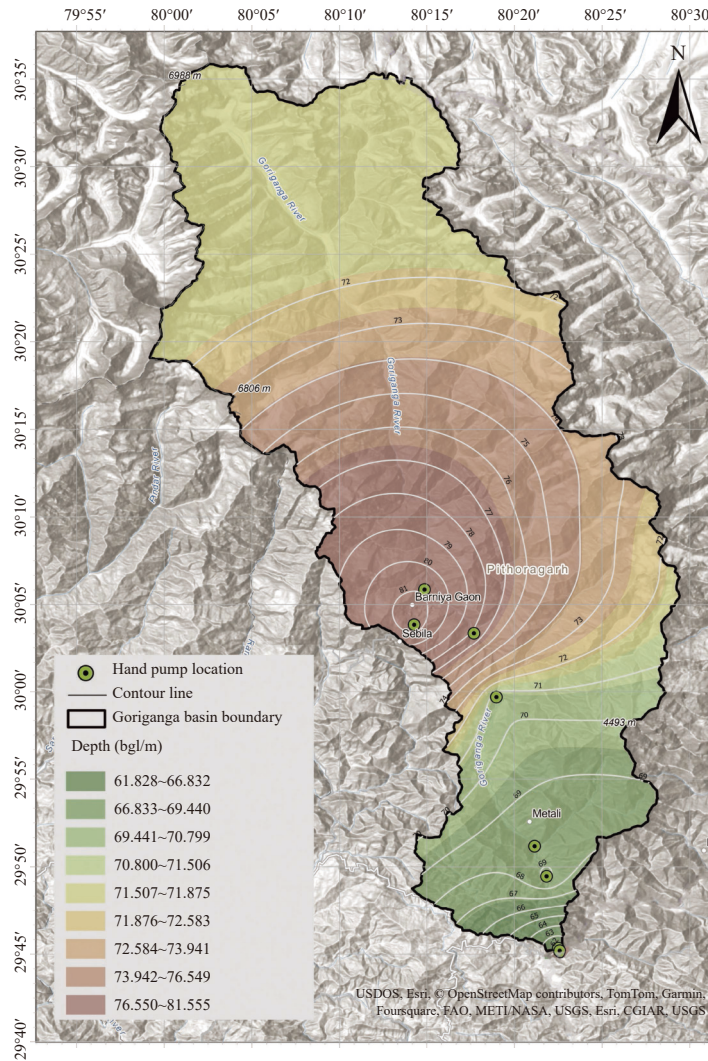 79°55' 80°00' 80°05' 80°10' 80°15' 80°20' 80°25' 80°30'
30°35'
30°30'
30°25'
30°20'
30°15'
30°10'
30°05'
30°00'
29°55'
29°50'
29°45'
29°40'
N
6988 m
Goriganga River
72
72
73
6806 m
Goriganga River
75
76
77
78
79
80
81
72
Pithoragarh
Barniya Gaon
Sebila
73
72
74
71
70
4493 m
Goriganga River
69
69
70
Metali
69
68
67
66
65
64
63
Hand pump location
Contour line
Goriganga basin boundary
Depth (bgl/m)
61.828~66.832
66.833~69.440
69.441~70.799
70.800~71.506
71.507~71.875
71.876~72.583
72.584~73.941
73.942~76.549
76.550~81.555
USDOS, Esri, © OpenStreetMap contributors, TomTom, Garmin,
Foursquare, FAO, METI/NASA, USGS, Esri, CGIAR, USGS